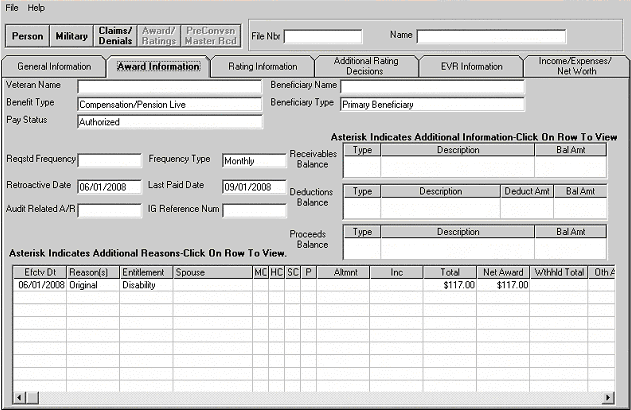 File Help
Person Military Claims/ Denials Award/ Ratings PreConvsn Master Rcd File Nbr Name
General Information Award Information Rating Information Additional Rating Decisions EVR Information Income/Expenses/ Net Worth
Veteran Name Beneficiary Name
Benefit Type Compensation/Pension Live Beneficiary Type Primary Beneficiary
Pay Status Authorized
Asterisk Indicates Additional Information-Click On Row To View
Receivables Balance Type Description Bal Amt
Reqstd Frequency Frequency Type Monthly
Retroactive Date 06/01/2008 Last Paid Date 09/01/2008
Deductions Balance Type Description Deduct Amt Bal Amt
Audit Related A/R IG Reference Num
Proceeds Balance Type Description Bal Amt
Asterisk Indicates Additional Reasons-Click On Row To View.
Efctv Dt Reason(s) Entitlement Spouse MC HC SC P Altmnt Inc Total Net Award Wthhld Total Oth A
06/01/2008 Original Disability $117.00 $117.00